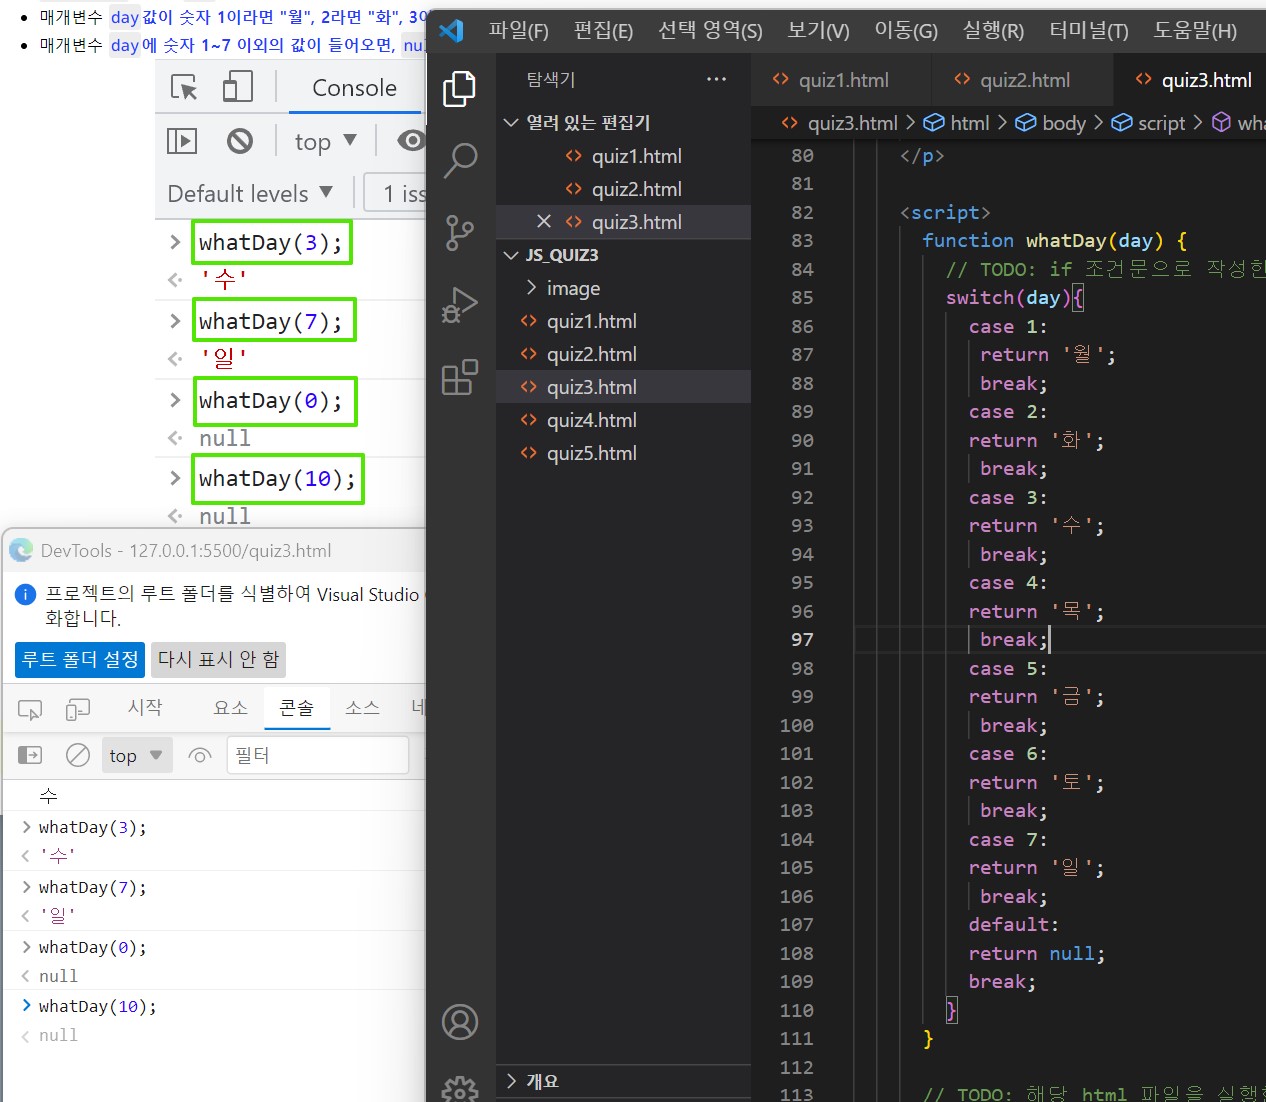 매개변수 day 값이 숫자 1이라면 "월", 2라면 "화", 3이
매개변수 day에 숫자 1~7 이외의 값이 들어오면, nul
Console
top
Default levels
1 iss
whatDay(3);
'수'
whatDay(7);
'일'
whatDay(0);
null
whatDay(10);
null
DevTools - 127.0.0.1:5500/quiz3.html
프로젝트의 루트 폴더를 식별하여 Visual Studio
화합니다.
루트 폴더 설정 다시 표시 안 함
시작 요소 콘솔 소스 네
top 필터
수
whatDay(3);
'수'
whatDay(7);
'일'
whatDay(0);
null
whatDay(10);
null
파일(F) 편집(E) 선택 영역(S) 보기(V) 이동(G) 실행(R) 터미널(T) 도움말(H)
탐색기
열려 있는 편집기
quiz1.html
quiz2.html
quiz3.html
JS_QUIZ3
image
quiz1.html
quiz2.html
quiz3.html
quiz4.html
quiz5.html
개요
quiz1.html quiz2.html quiz3.html
quiz3.html > html > body > script > wha
80 </p>
81
82 <script>
83 function whatDay(day) {
84 // TODO: if 조건문으로 작성한
85 switch(day){
86 case 1:
87 return '월';
88 break;
89 case 2:
90 return '화';
91 break;
92 case 3:
93 return '수';
94 break;
95 case 4:
96 return '목';
97 break;
98 case 5:
99 return '금';
100 break;
101 case 6:
102 return '토';
103 break;
104 case 7:
105 return '일';
106 break;
107 default:
108 return null;
109 break;
110 }
111 }
112
113 // TODO: 해당 html 파일을 실행